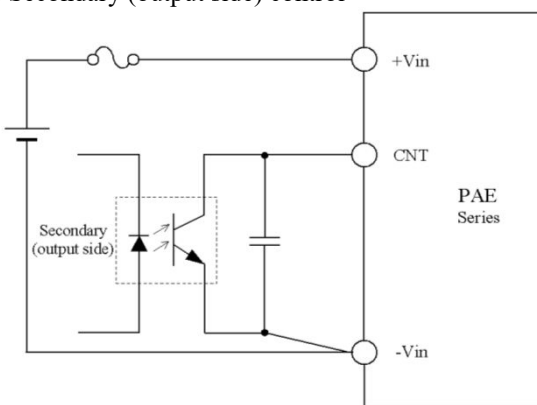 Secondary (output side) control
+Vin
CNT
PAE
Series
Secondary
(output side)
-Vin